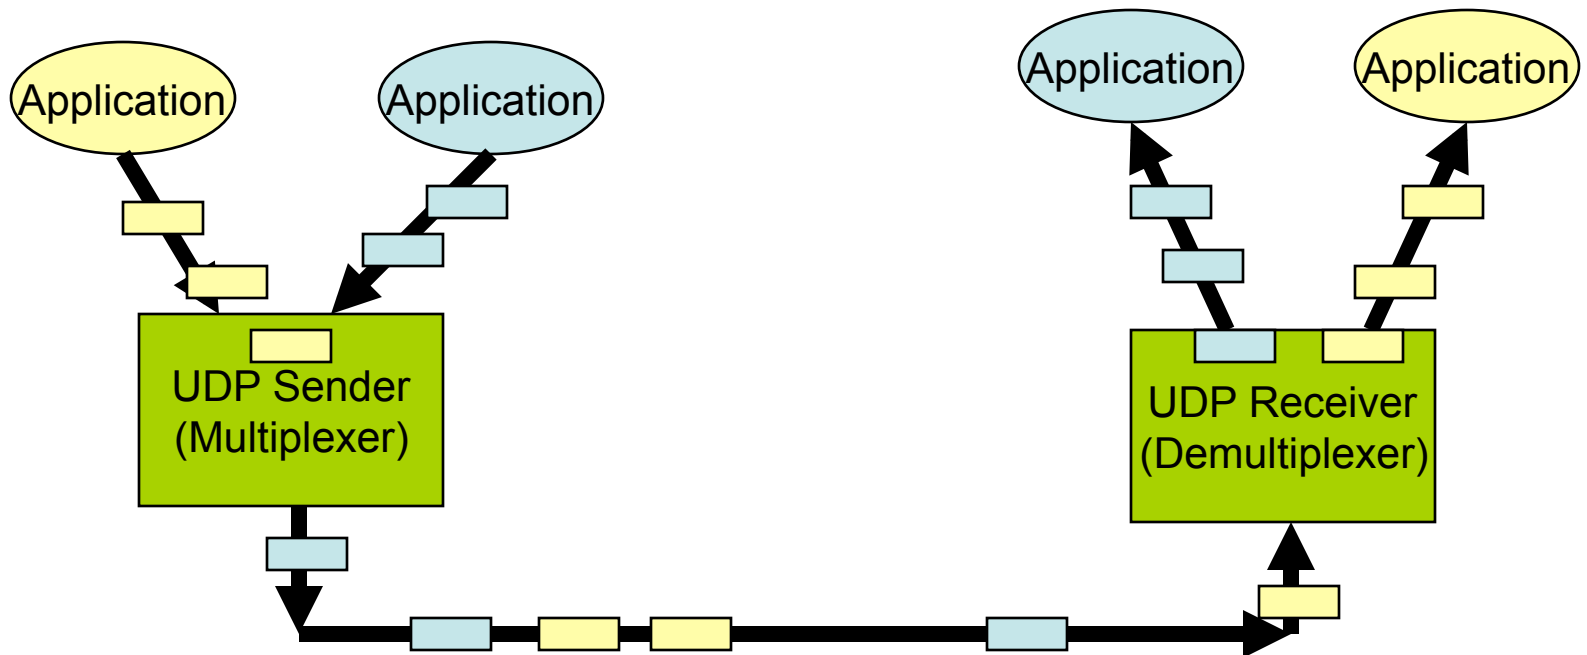 Application
Application
Application
Application
UDP Sender
(Multiplexer)
UDP Receiver
(Demultiplexer)